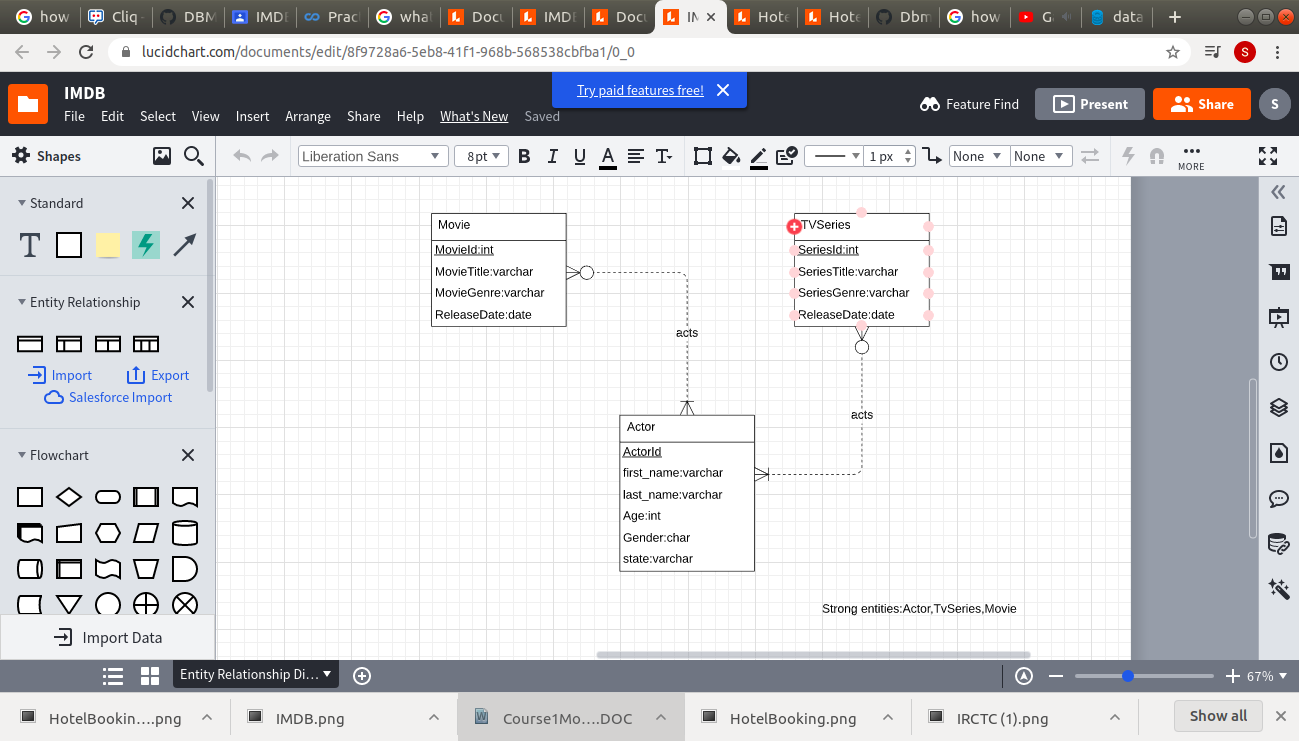 how
Cliq
DBM
IMDE
Prac
wha
Docu
IMDE
Docu
IM
Hote
Hote
Dbm
how
G
data
lucidchart.com/documents/edit/8f9728a6-5eb8-41f1-968b-568538cbfba1/0_0
S
Try paid features free!
IMDB
File Edit Select View Insert Arrange Share Help What's New Saved
Feature Find
Present
Share
S
Shapes
Liberation Sans
8pt
B I U A T
1 px
None
None
MORE
Standard
T
Entity Relationship
Import
Export
Salesforce Import
Flowchart
Import Data
Movie
MovieId:int
MovieTitle:varchar
MovieGenre:varchar
ReleaseDate:date
TVSeries
SeriesId:int
SeriesTitle:varchar
SeriesGenre:varchar
ReleaseDate:date
acts
acts
Actor
ActorId
first_name:varchar
last_name:varchar
Age:int
Gender:char
state:varchar
Strong entities:Actor,TvSeries,Movie
Entity Relationship Di...
67%
HotelBookin....png
IMDB.png
Course1Mo....DOC
HotelBooking.png
IRCTC (1).png
Show all